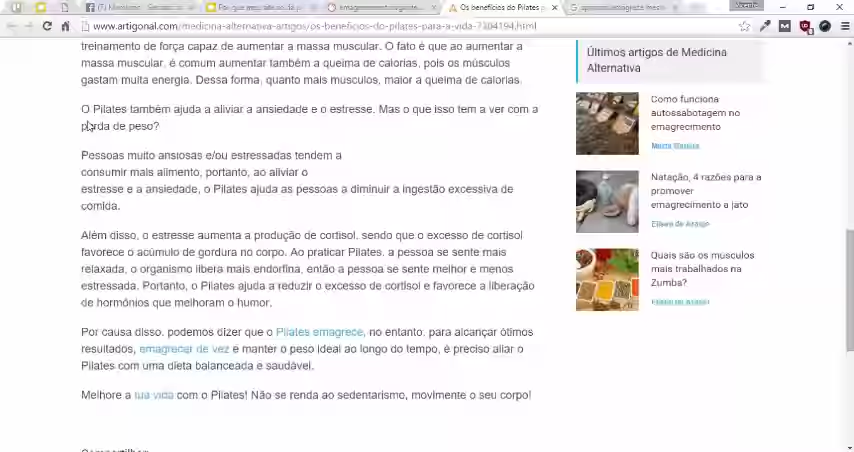 www.artigonal.com/medicina-alternativa-artigos/os-beneficios-do-pilates-para-a-vida-7304194.html
Os benefícios do Pilates p
treinamento de força capaz de aumentar a massa muscular. O fato é que ao aumentar a
massa muscular, é comum aumentar também a queima de calorias, pois os músculos
gastam muita energia. Dessa forma, quanto mais músculos, maior a queima de calorias.
O Pilates também ajuda a aliviar a ansiedade e o estresse. Mas o que isso tem a ver com a
perda de peso?
Pessoas muito ansiosas e/ou estressadas tendem a
consumir mais alimento, portanto, ao aliviar o
estresse e a ansiedade, o Pilates ajuda as pessoas a diminuir a ingestão excessiva de
comida.
Além disso, o estresse aumenta a produção de cortisol, sendo que o excesso de cortisol
favorece o acúmulo de gordura no corpo. Ao praticar Pilates, a pessoa se sente mais
relaxada, o organismo libera mais endorfina, então a pessoa se sente melhor e menos
estressada. Portanto, o Pilates ajuda a reduzir o excesso de cortisol e favorece a liberação
de hormônios que melhoram o humor.
Por causa disso, podemos dizer que o Pilates emagrece, no entanto, para alcançar ótimos
resultados, emagrecer de vez e manter o peso ideal ao longo do tempo, é preciso aliar o
Pilates com uma dieta balanceada e saudável.
Melhore a tua vida com o Pilates! Não se renda ao sedentarismo, movimente o seu corpo!
Últimos artigos de Medicina
Alternativa
Como funciona
autossabotagem no
emagrecimento
Natação, 4 razões para a
promover
emagrecimento a jato
Quais são os músculos
mais trabalhados na
Zumba?